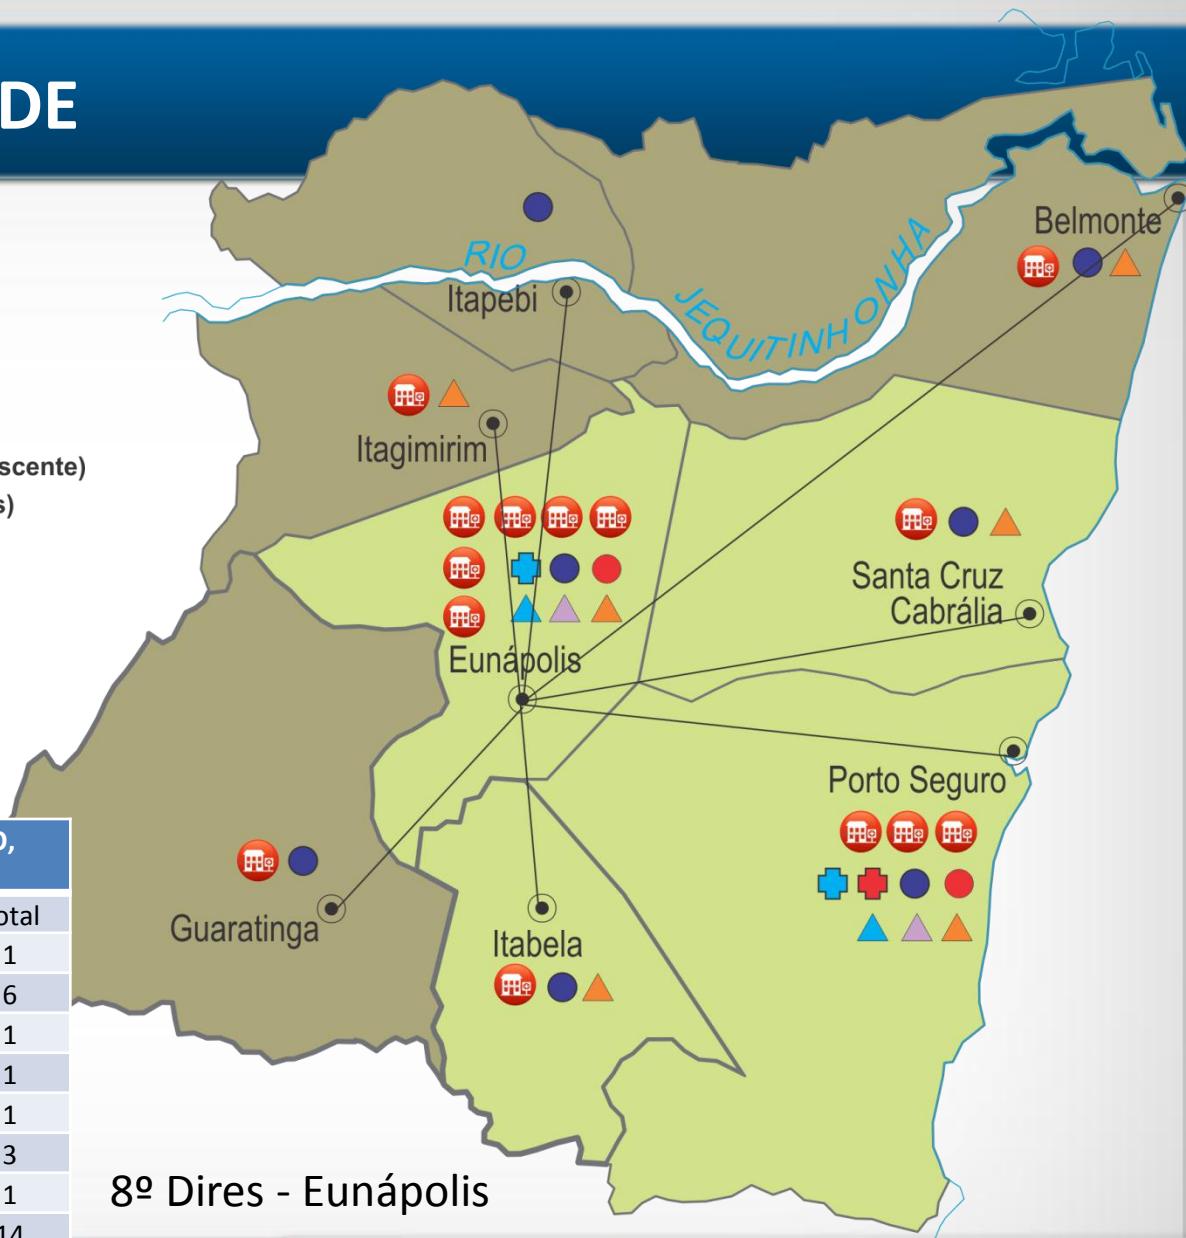 DE
RIO
JEQUITINHONHA
Belmonte
Itapebi
Itagimirim
scente)
s)
Santa Cruz
Cabrália
Eunápolis
Porto Seguro
Guaratinga
Itabela
otal
1
6
1
1
1
3
1
14
8º Dires - Eunápolis